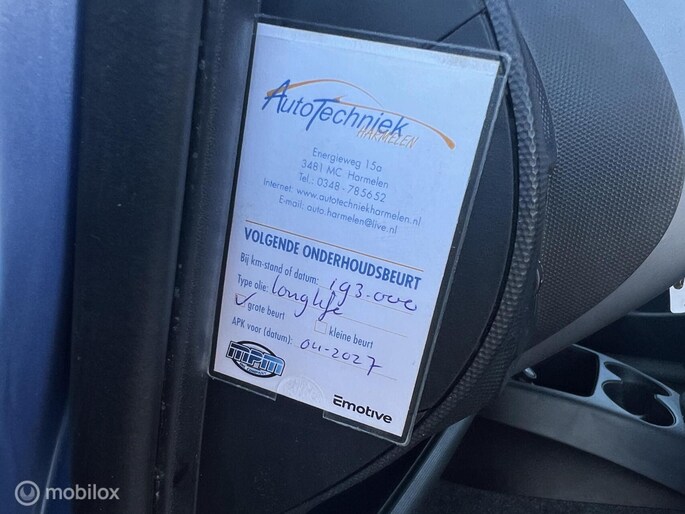 AutoTechniek
HARMELEN
Energieweg 15a
3481 MC Harmelen
Tel.: 0348 - 785652
Internet: www.autotechniekharmelen.nl
E-mail: auto.harmelen@live.nl
VOLGENDE ONDERHOUDSBEURT
Bij km-stand of datum: 193.000
Type olie: longlife
grote beurt kleine beurt
APK voor (datum): 04-2027
Emotive
mobilox